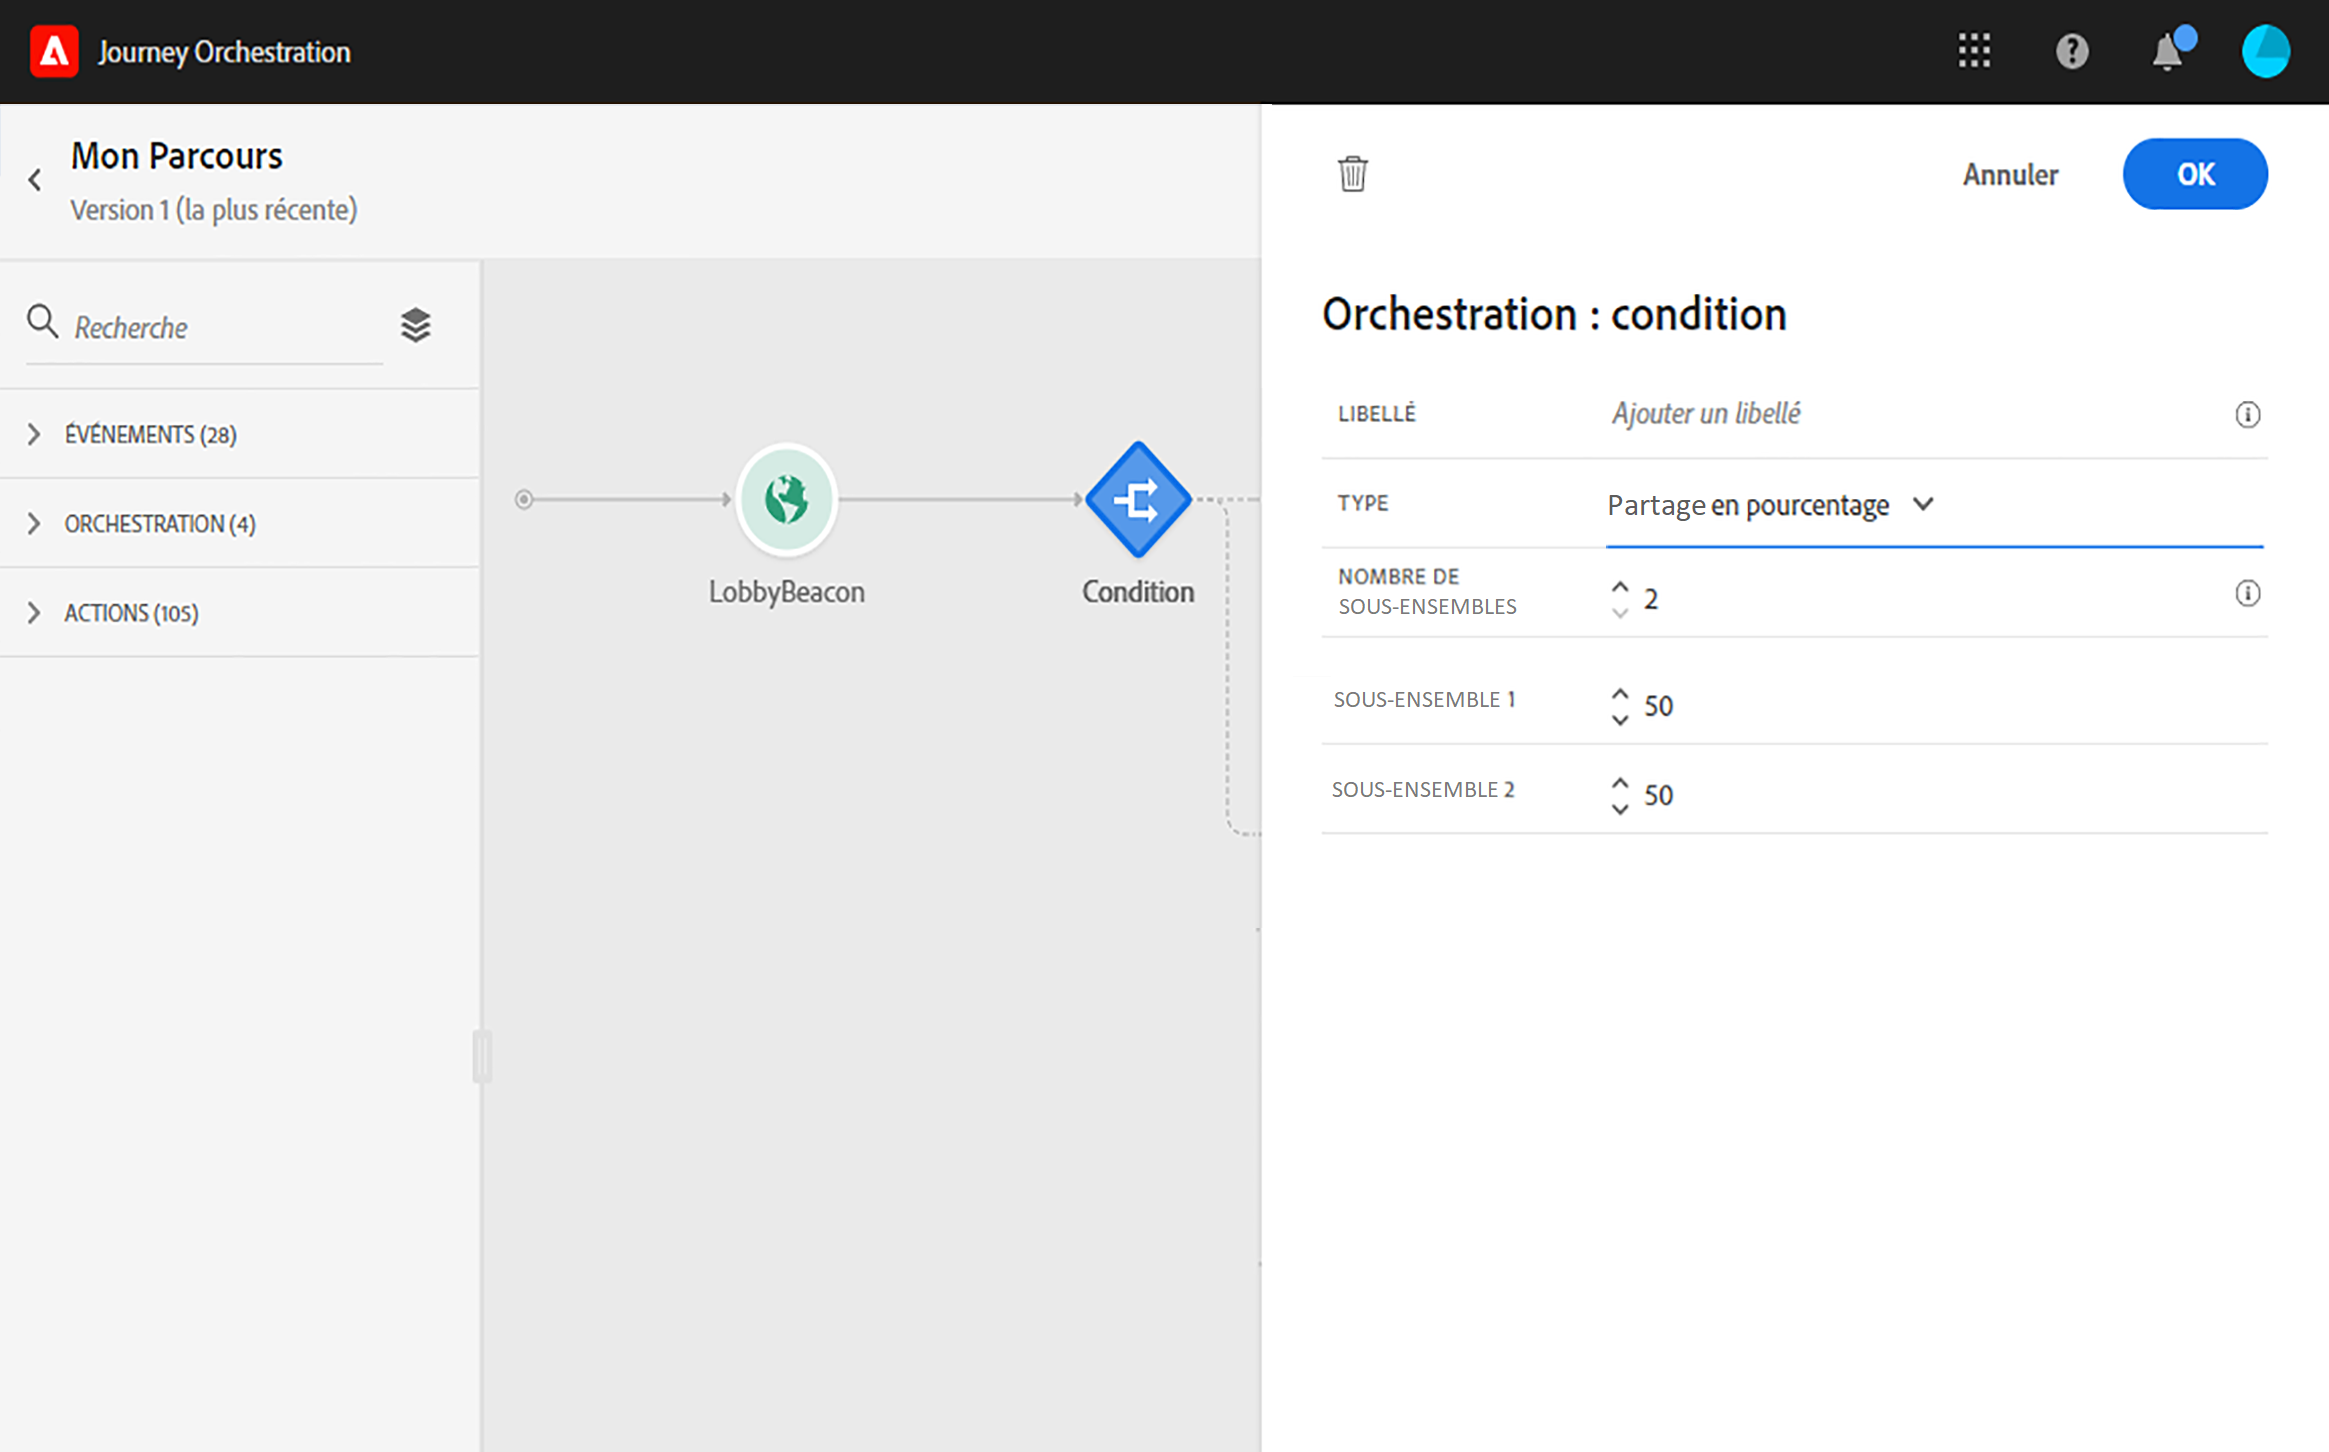 Journey Orchestration
Mon Parcours
Version 1 (la plus récente)
Annuler
OK
Recherche
ÉVÉNEMENTS (28)
ORCHESTRATION (4)
ACTIONS (105)
LobbyBeacon
Condition
Orchestration : condition
LIBELLÉ Ajouter un libellé
TYPE Partage en pourcentage
NOMBRE DE
SOUS-ENSEMBLES 2
SOUS-ENSEMBLE 1 50
SOUS-ENSEMBLE 2 50